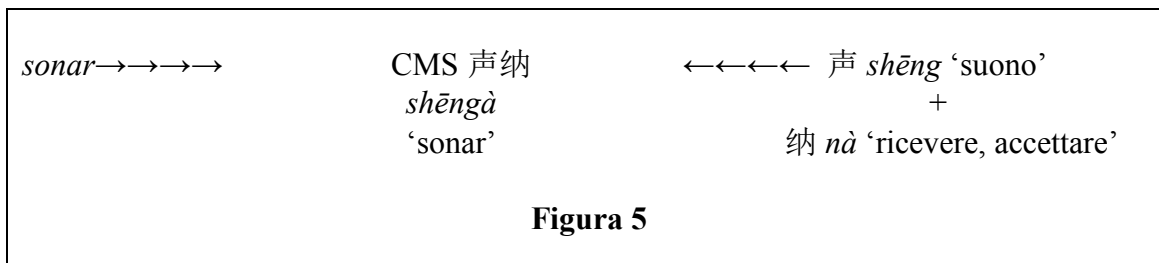 sonar→→→→ CMS 声纳 ←←←← 声 shēng ‘suono’
shēngà +
‘sonar’ 纳 nà ‘ricevere, accettare’
Figura 5